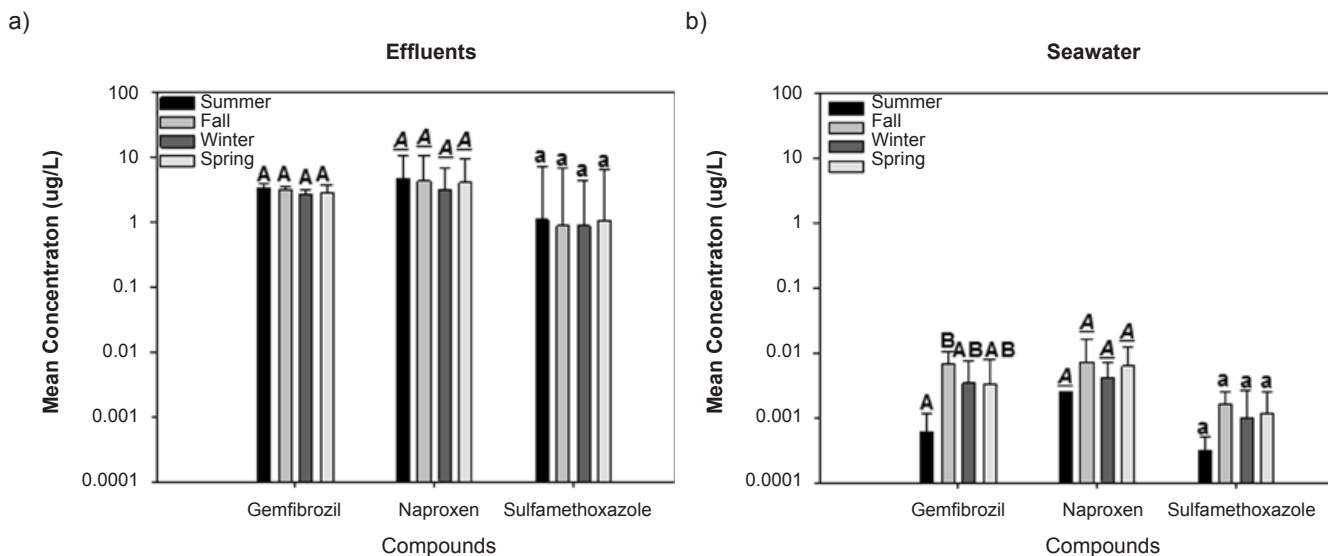 a)
Effluents
Mean Concentraton (ug/L)
100
10
1
0.1
0.01
0.001
0.0001
Summer
Fall
Winter
Spring
A A A A
A A A A
a a a a
Gemfibrozil Naproxen Sulfamethoxazole
Compounds
b)
Seawater
Mean Concentraton (ug/L)
100
10
1
0.1
0.01
0.001
0.0001
Summer
Fall
Winter
Spring
A B AB AB
A A A A
a a a a
Gemfibrozil Naproxen Sulfamethoxazole
Compounds